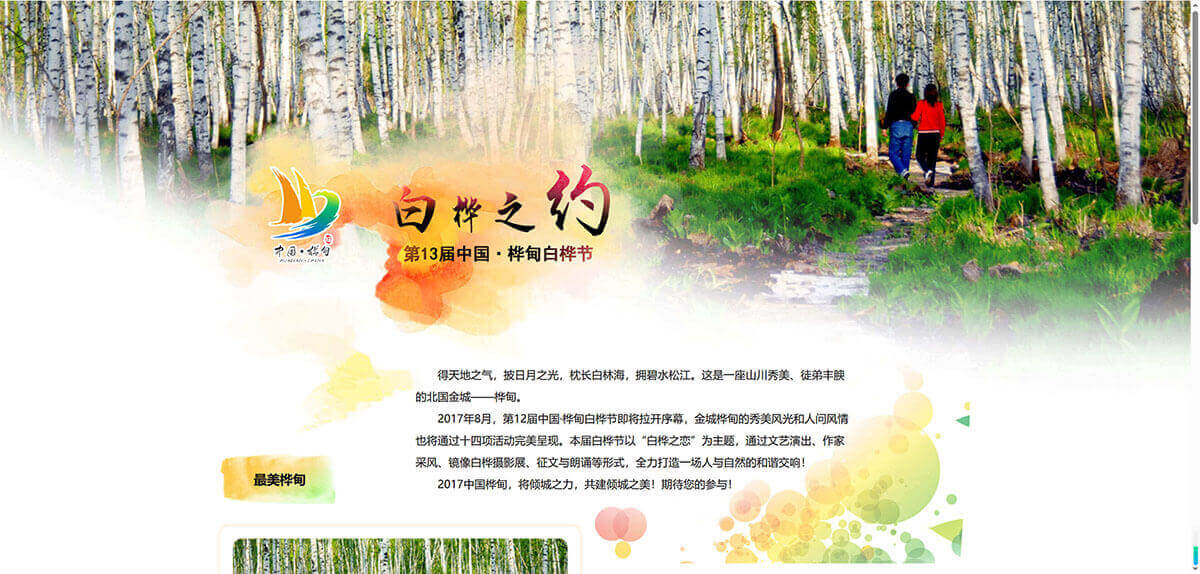 白桦之约
中国·桦甸
第13届中国·桦甸白桦节
得天地之气，披日月之光，枕长白林海，拥碧水松江。这是一座山川秀美、徒弟丰腴
的北国金城——桦甸。
2017年8月，第12届中国·桦甸白桦节即将拉开序幕，金城桦甸的秀美风光和人问风情
也将通过十四项活动完美呈现。本届白桦节以“白桦之恋”为主题，通过文艺演出、作家
采风、镜像白桦摄影展、征文与朗诵等形式，全力打造一场人与自然的和谐交响！
2017中国桦甸，将倾城之力，共建倾城之美！期待您的参与！
最美桦甸